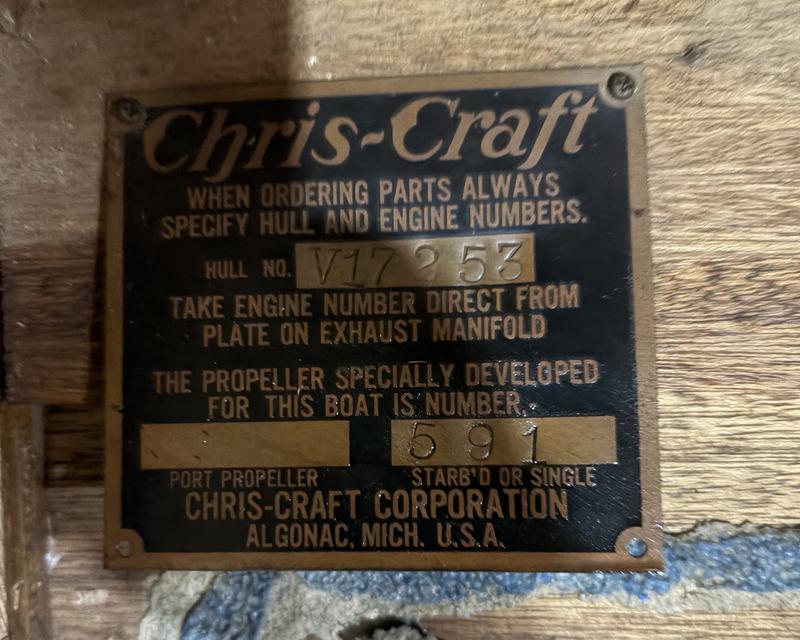 Chris-Craft
WHEN ORDERING PARTS ALWAYS
SPECIFY HULL AND ENGINE NUMBERS.
HULL NO. V17253
TAKE ENGINE NUMBER DIRECT FROM
PLATE ON EXHAUST MANIFOLD
THE PROPELLER SPECIALLY DEVELOPED
FOR THIS BOAT IS NUMBER.
591
PORT PROPELLER STARB'D OR SINGLE
CHRIS-CRAFT CORPORATION
ALGONAC, MICH. U.S.A.